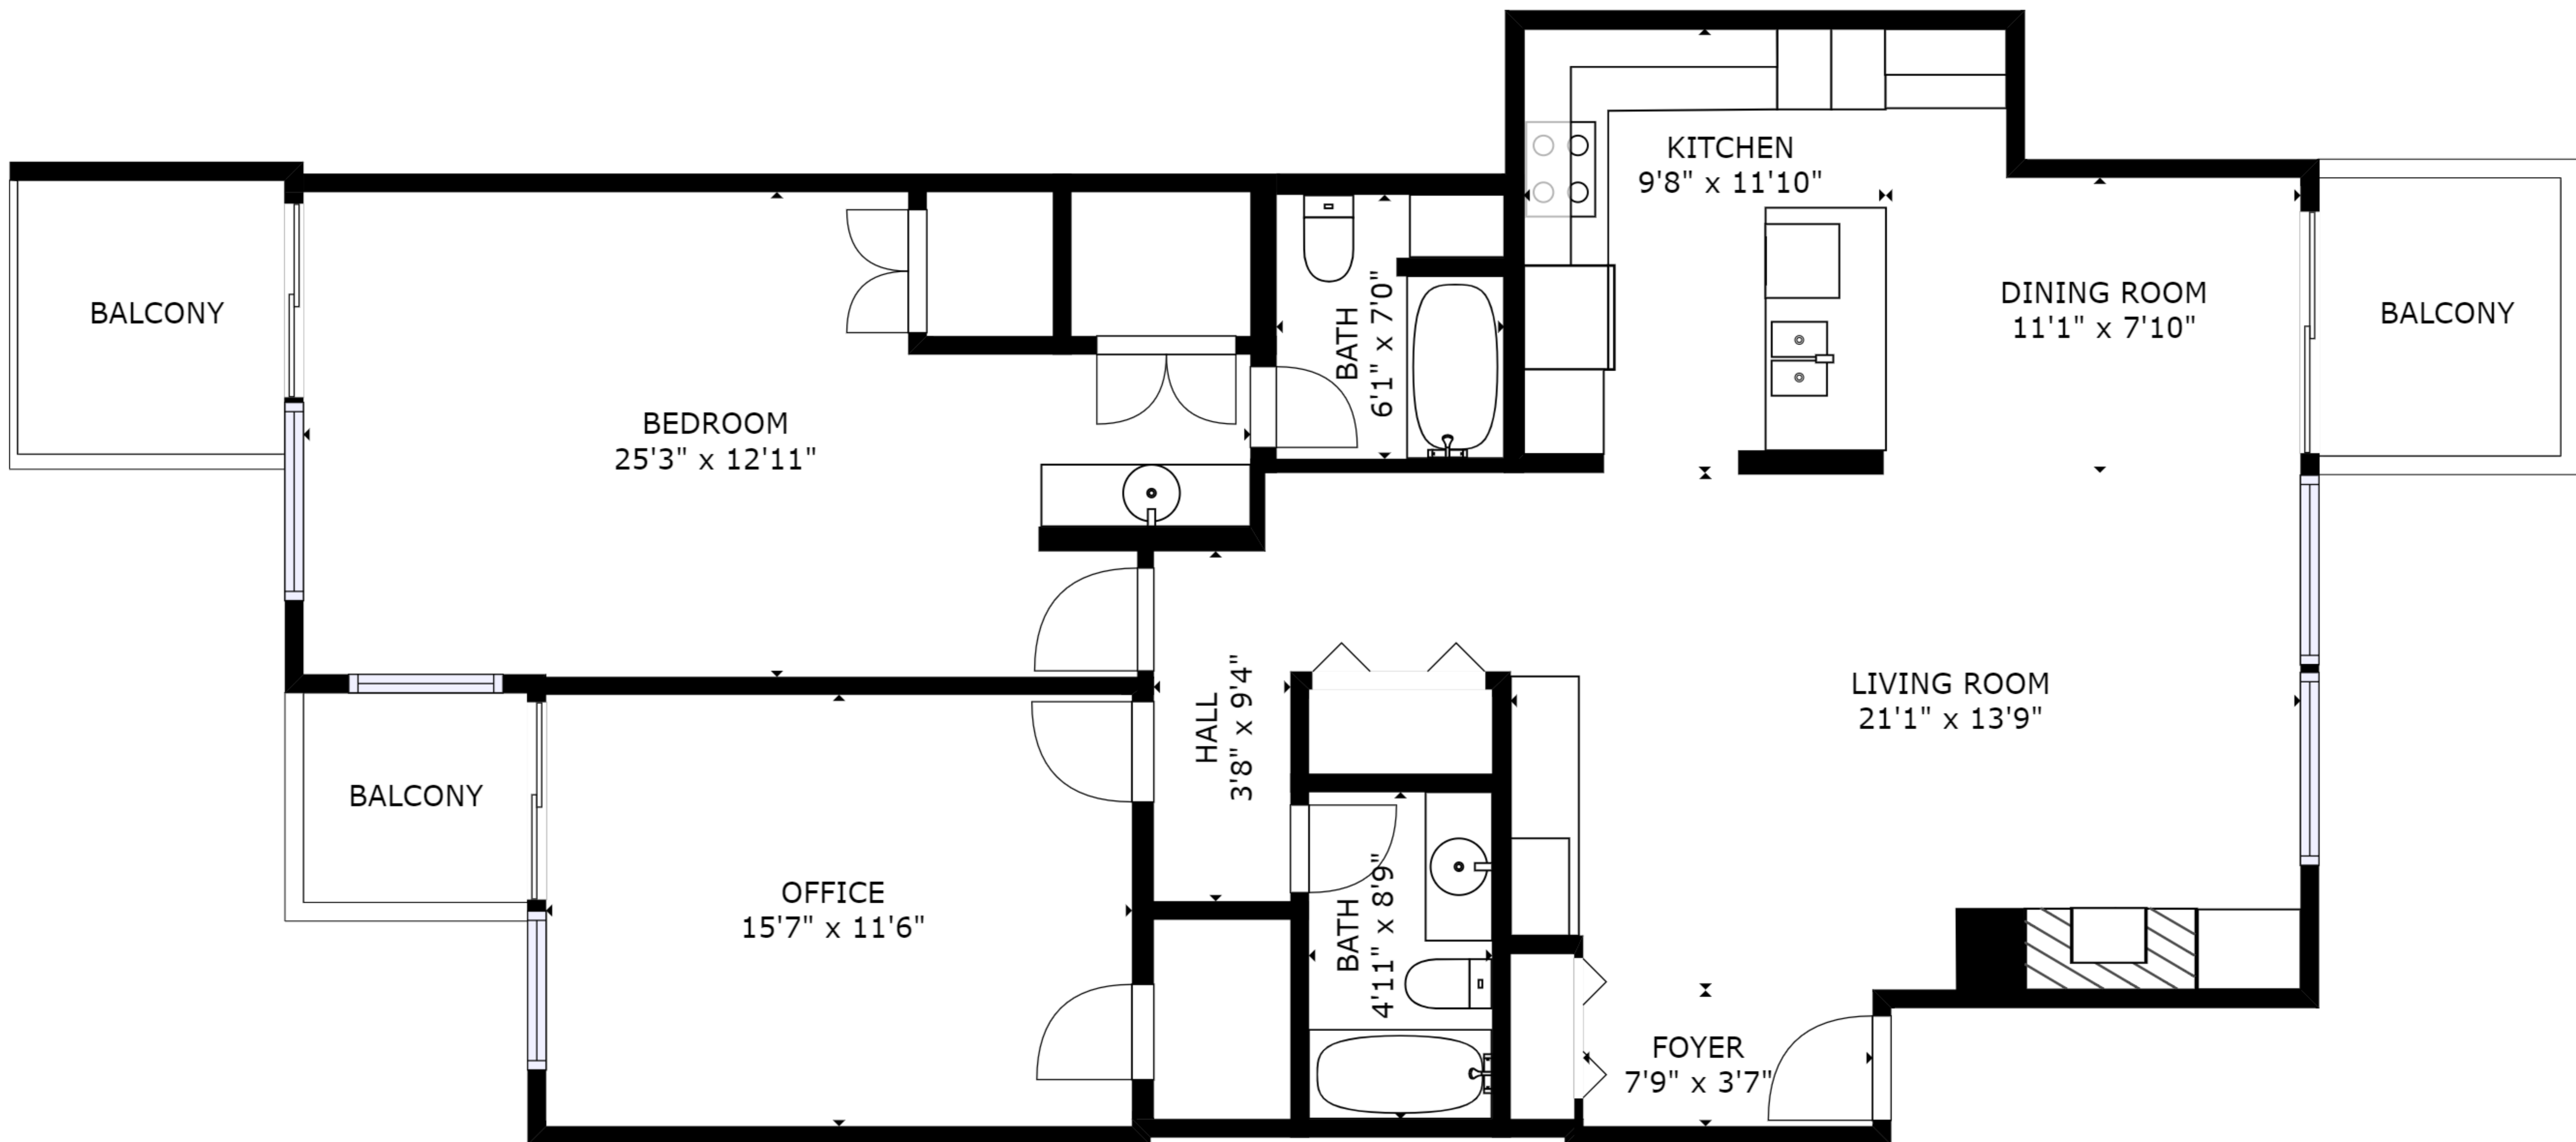 KITCHEN
9'8" x 11'10"
BALCONY
BATH
6'1" x 7'0"
DINING ROOM
11'1" x 7'10"
BALCONY
BEDROOM
25'3" x 12'11"
HALL
3'8" x 9'4"
LIVING ROOM
21'1" x 13'9"
BALCONY
OFFICE
15'7" x 11'6"
BATH
4'11" x 8'9"
FOYER
7'9" x 3'7"